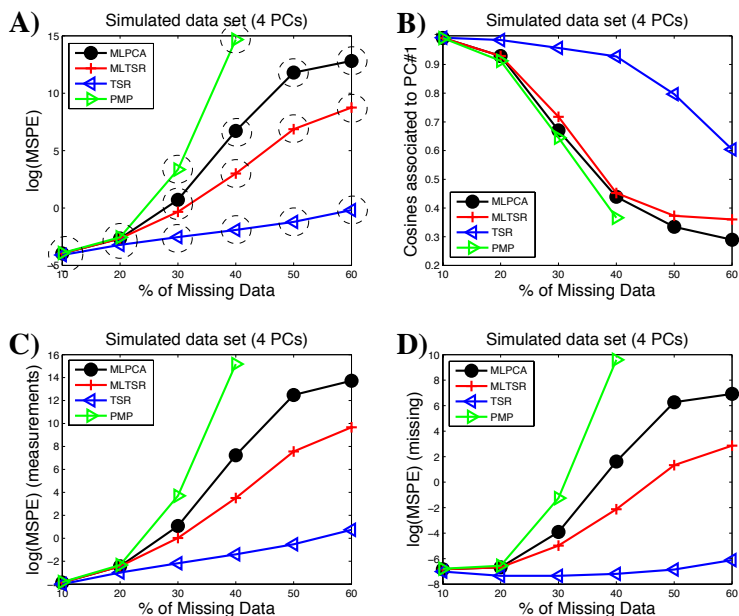 A)
Simulated data set (4 PCs)
log(MSPE)
15
10
5
0
−5
MLPCA
MLTSR
TSR
PMP
10 20 30 40 50 60
% of Missing Data
B)
Simulated data set (4 PCs)
Cosines associated to PC#1
1
0.9
0.8
0.7
0.6
0.5
0.4
0.3
0.2
MLPCA
MLTSR
TSR
PMP
10 20 30 40 50 60
% of Missing Data
C)
Simulated data set (4 PCs)
log(MSPE) (measurements)
16
14
12
10
8
6
4
2
0
−2
−4
MLPCA
MLTSR
TSR
PMP
10 20 30 40 50 60
% of Missing Data
D)
Simulated data set (4 PCs)
log(MSPE) (missing)
10
8
6
4
2
0
−2
−4
−6
−8
MLPCA
MLTSR
TSR
PMP
10 20 30 40 50 60
% of Missing Data